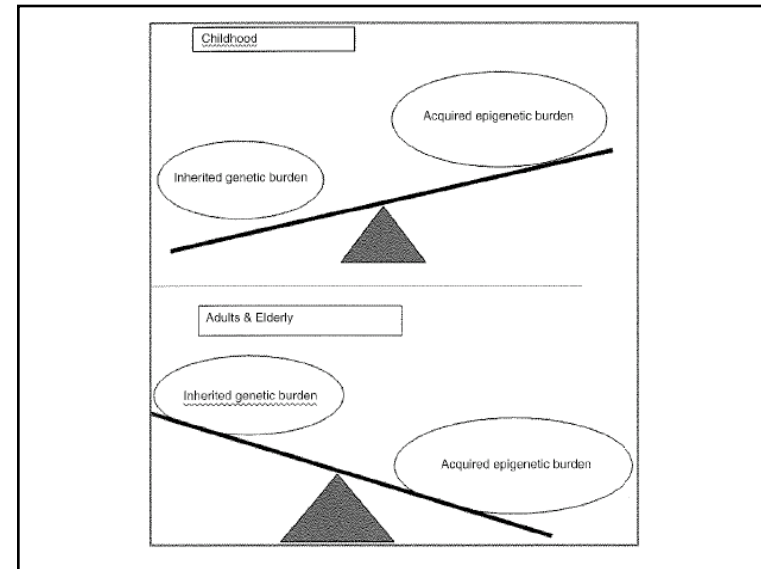 Childhood
Acquired epigenetic burden
Inherited genetic burden
Adults & Elderly
Inherited genetic burden
Acquired epigenetic burden